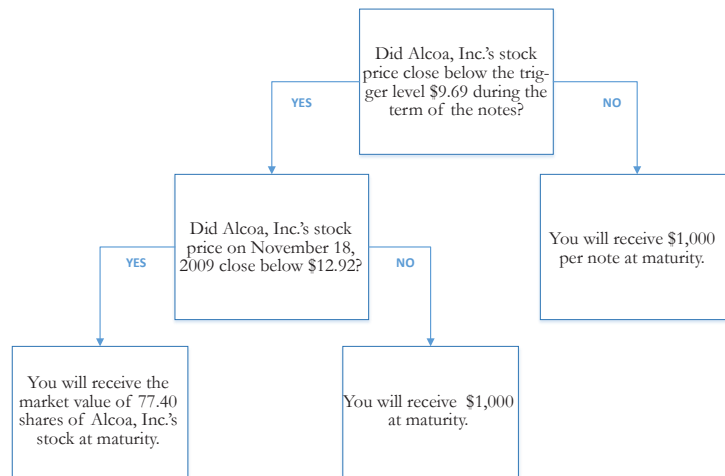 Did Alcoa, Inc.'s stock
price close below the trig-
ger level $9.69 during the
term of the notes?
YES
NO
Did Alcoa, Inc.'s stock
price on November 18,
2009 close below $12.92?
You will receive $1,000
per note at maturity.
YES
NO
You will receive the
market value of 77.40
shares of Alcoa, Inc.'s
stock at maturity.
You will receive $1,000
at maturity.